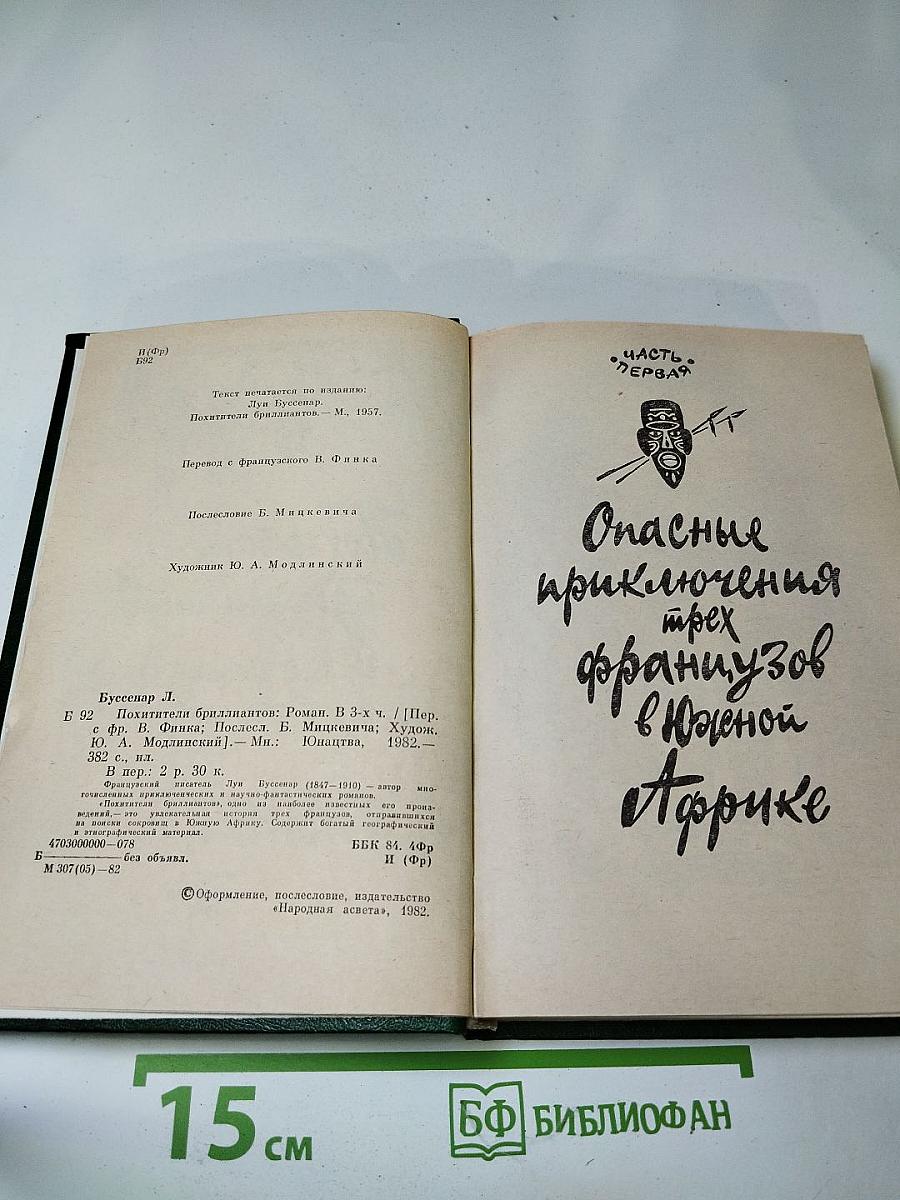 И(Фр)
Б92
Текст печатается по изданию:
Луи Буссенар.
Похитители бриллиантов. — М., 1957.
Перевод с французского В. Финка
Послесловие Б. Мицкевича
Художник Ю. А. Модлинский
Буссенар Л.
Б 92 Похитители бриллиантов: Роман. В 3-х ч. / [Пер.
с фр. В. Финка; Послесл. Б. Мицкевича; Худож.
Ю. А. Модлинский]. — Мн.: Юнацтва, 1982. —
382 с., ил.
В пер.: 2 р. 30 к.
Французский писатель Луи Буссенар (1847—1910) — автор мно-
гочисленных приключенческих и научно-фантастических романов.
«Похитители бриллиантов», одно из наиболее известных его произ-
ведений, — это увлекательная история трех французов, отправившихся
на поиски сокровищ в Южную Африку. Содержит богатый географический
и этнографический материал.
4703000000—078
Б————без объявл.
М 307(05)—82
ББК 84. 4Фр
И (Фр)
©Оформление, послесловие, издательство
«Народная асвета», 1982.
ЧАСТЬ
ПЕРВАЯ
Опасные
приключения
трех
французов
в Южной
Африке
15 см
БФ БИБЛИОФАН